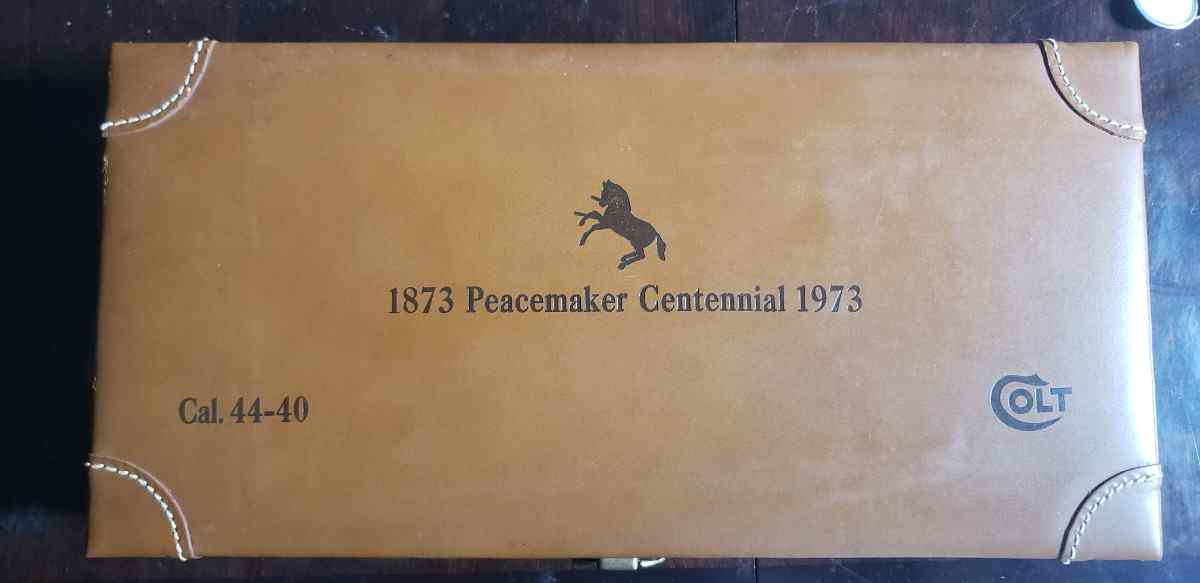 1873 Peacemaker Centennial 1973
Cal. 44-40
COLT